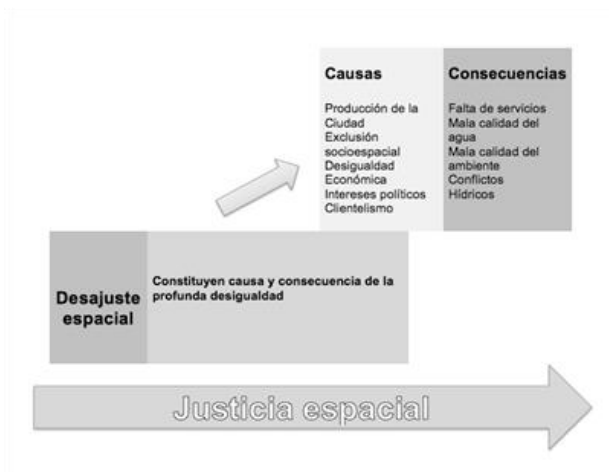 Causas
Producción de la
Ciudad
Exclusión
socioespacial
Desigualdad
Económica
Intereses políticos
Clientelismo
Consecuencias
Falta de servicios
Mala calidad del
agua
Mala calidad del
ambiente
Conflictos
Hídricos
Desajuste
espacial
Constituyen causa y consecuencia de la
profunda desigualdad
Justicia espacial